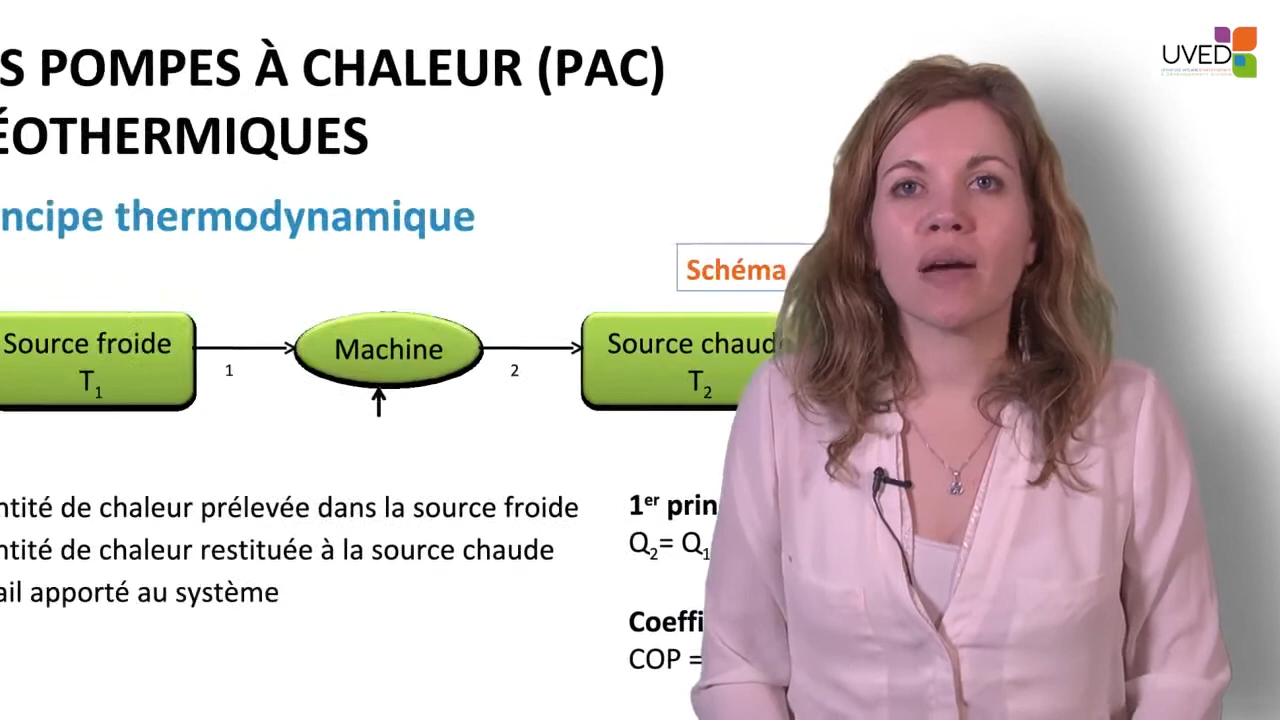 S POMPES À CHALEUR (PAC)
ÉOTHERMIQUES
UVED
ncipe thermodynamique
Schéma
Source froide
T1
1
Machine
2
Source chaud
T2
ntité de chaleur prélevée dans la source froide
ntité de chaleur restituée à la source chaude
ail apporté au système
1er prin
Q2= Q1
Coeffi
COP =